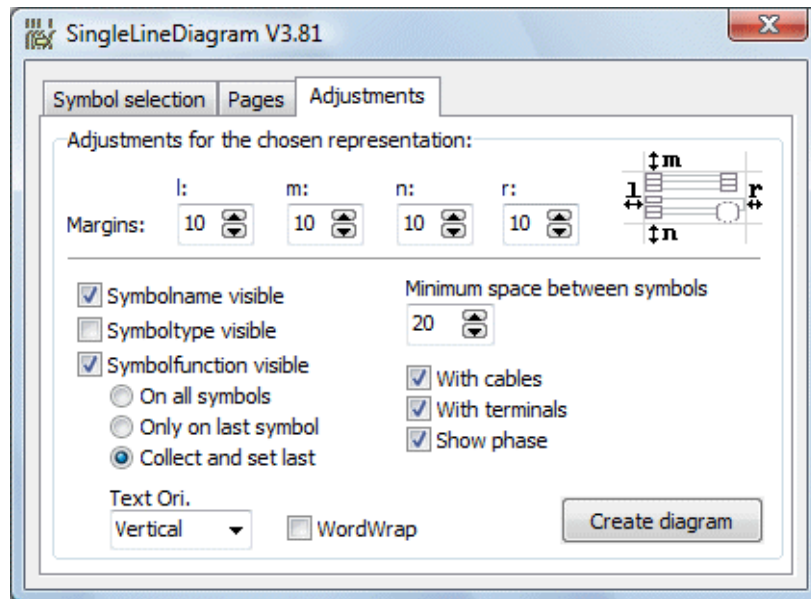 SingleLineDiagram V3.81
Symbol selection Pages Adjustments
Adjustments for the chosen representation:
l: m: n: r:
Margins: 10 10 10 10
m
l r
n
Symbolname visible
Minimum space between symbols
Symboltype visible
20
Symbolfunction visible
On all symbols
With cables
Only on last symbol
With terminals
Collect and set last
Show phase
Text Ori.
Vertical WordWrap Create diagram